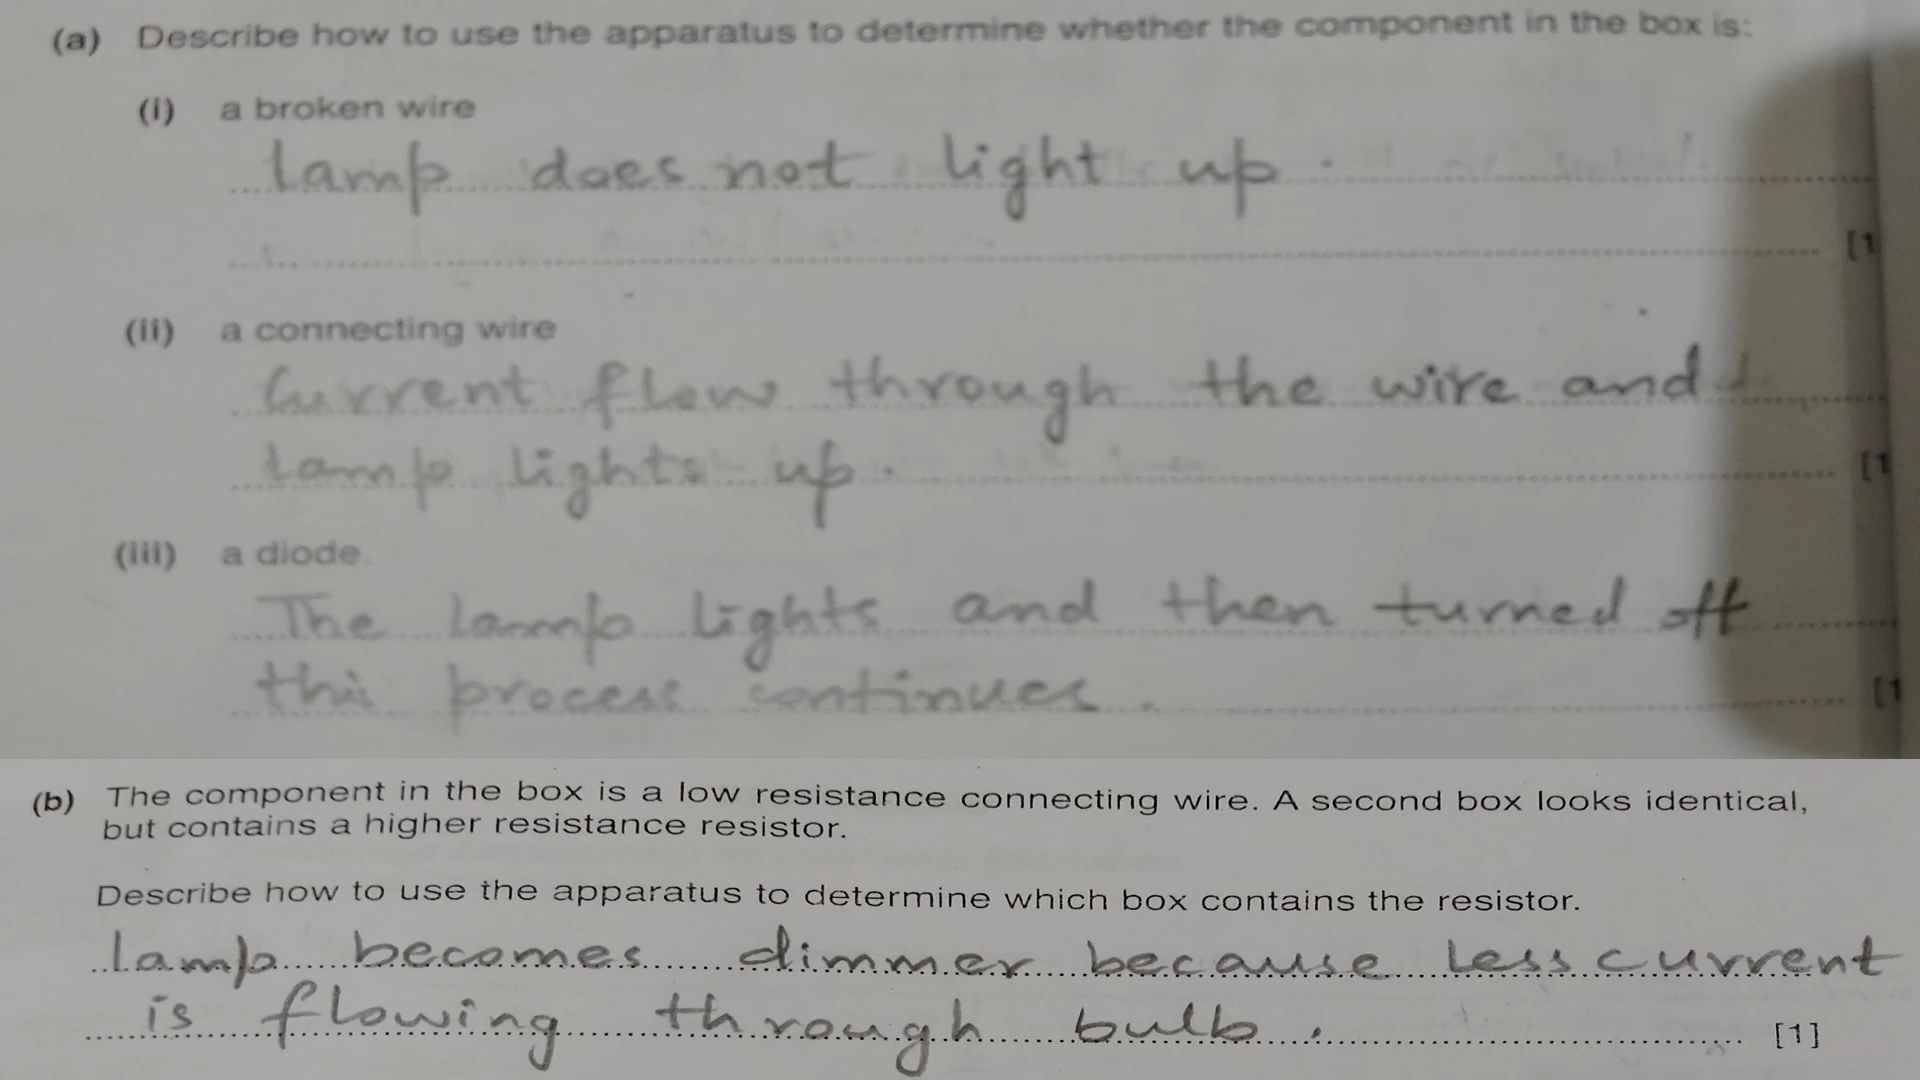 (a) Describe how to use the apparatus to determine whether the component in the box is:
(i) a broken wire
Lamp does not light up.
[1
(ii) a connecting wire
Current flow through the wire and
lamp lights up.
[1
(iii) a diode.
The lamp lights and then turned off
this process continues.
[1
(b) The component in the box is a low resistance connecting wire. A second box looks identical,
but contains a higher resistance resistor.
Describe how to use the apparatus to determine which box contains the resistor.
lamp becomes dimmer because less current
is flowing through bulb. [1]